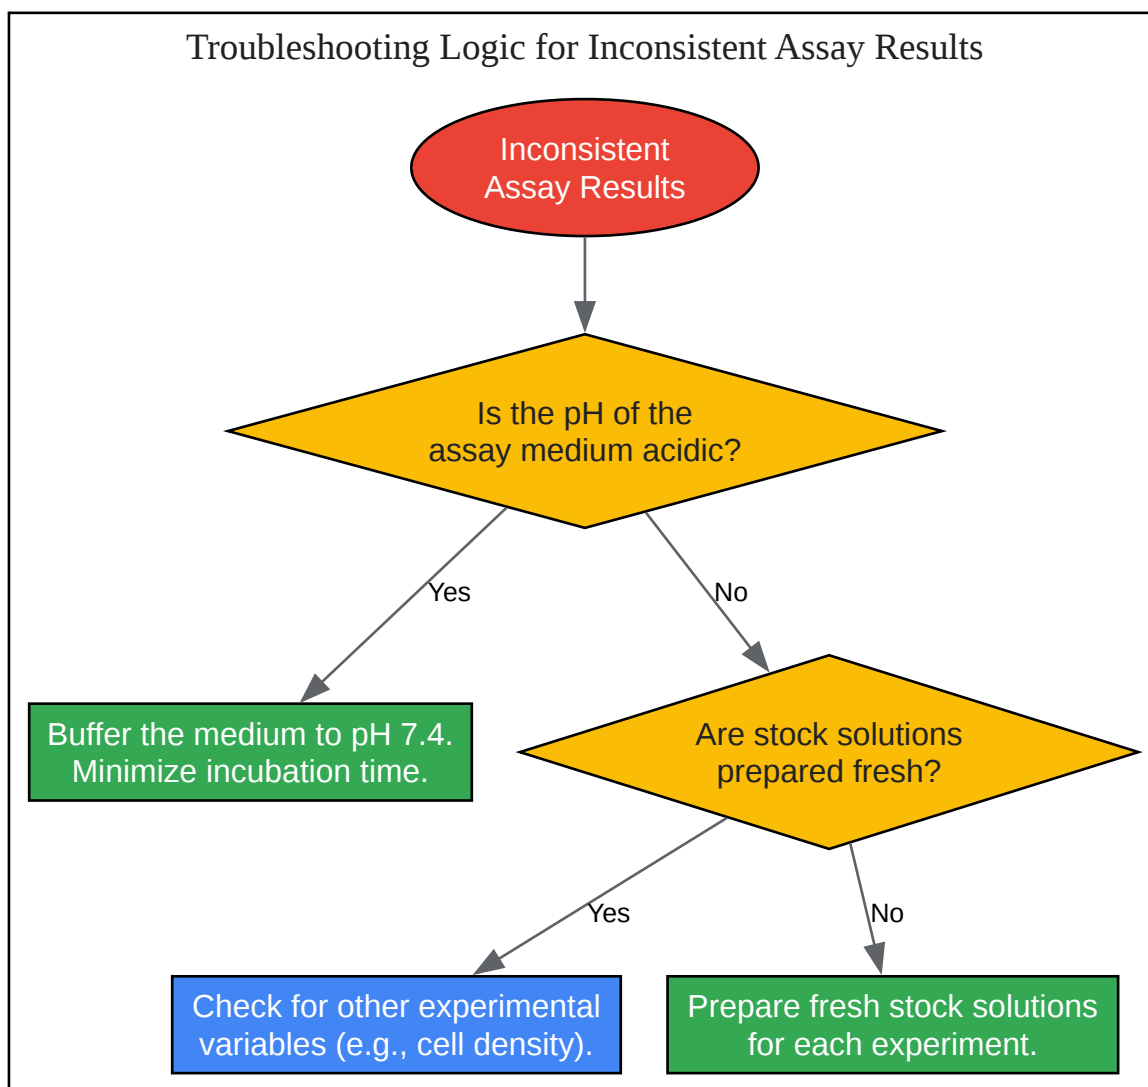 Troubleshooting Logic for Inconsistent Assay Results
Inconsistent
Assay Results
Is the pH of the
assay medium acidic?
Yes
No
Buffer the medium to pH 7.4.
Minimize incubation time.
Are stock solutions
prepared fresh?
Yes
No
Check for other experimental
variables (e.g., cell density).
Prepare fresh stock solutions
for each experiment.